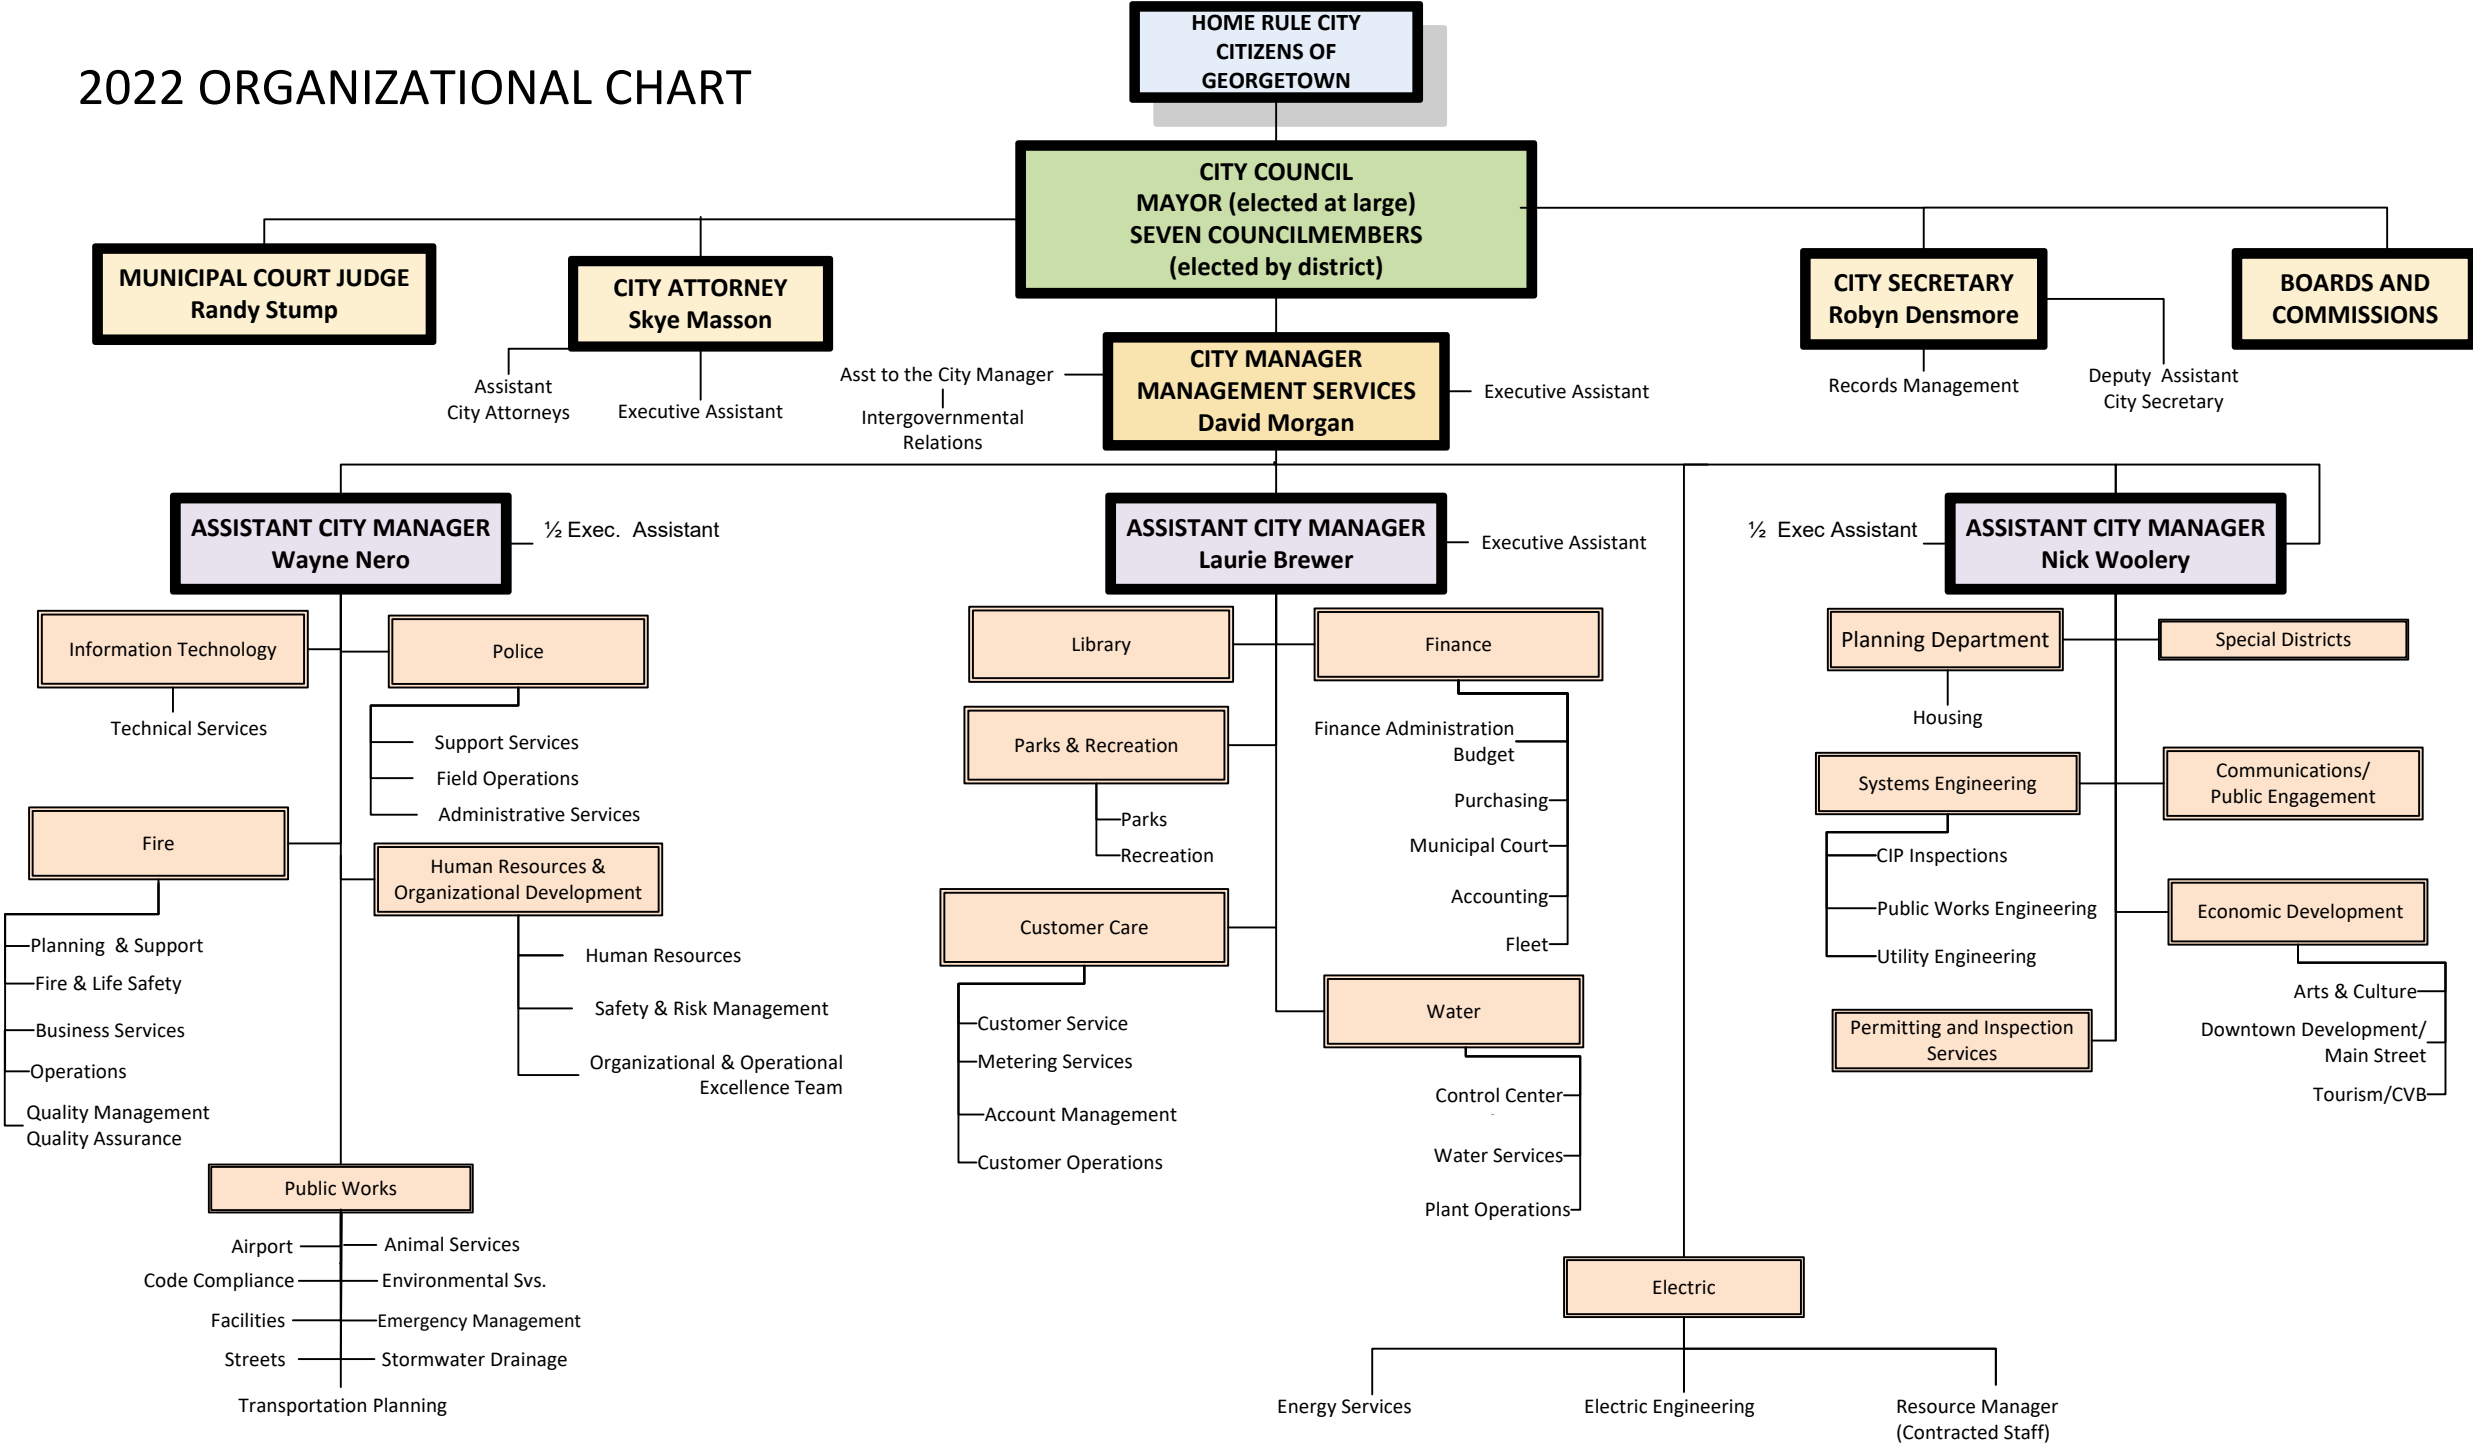 2022 ORGANIZATIONAL CHART
HOME RULE CITY
CITIZENS OF
GEORGETOWN
CITY COUNCIL
MAYOR (elected at large)
SEVEN COUNCILMEMBERS
(elected by district)
MUNICIPAL COURT JUDGE
Randy Stump
CITY ATTORNEY
Skye Masson
Assistant
City Attorneys
Executive Assistant
CITY SECRETARY
Robyn Densmore
Records Management
Deputy Assistant
City Secretary
BOARDS AND
COMMISSIONS
CITY MANAGER
MANAGEMENT SERVICES
David Morgan
Asst to the City Manager
Intergovernmental
Relations
Executive Assistant
ASSISTANT CITY MANAGER
Wayne Nero
½ Exec. Assistant
Information Technology
Technical Services
Police
Support Services
Field Operations
Administrative Services
Fire
Planning & Support
Fire & Life Safety
Business Services
Operations
Quality Management
Quality Assurance
Human Resources &
Organizational Development
Human Resources
Safety & Risk Management
Organizational & Operational
Excellence Team
Public Works
Airport
Animal Services
Code Compliance
Environmental Svs.
Facilities
Emergency Management
Streets
Stormwater Drainage
Transportation Planning
ASSISTANT CITY MANAGER
Laurie Brewer
Executive Assistant
Library
Finance
Finance Administration
Budget
Purchasing
Municipal Court
Accounting
Fleet
Parks & Recreation
Parks
Recreation
Customer Care
Customer Service
Metering Services
Account Management
Customer Operations
Water
Control Center
Water Services
Plant Operations
Electric
Energy Services
Electric Engineering
Resource Manager
(Contracted Staff)
½ Exec Assistant
ASSISTANT CITY MANAGER
Nick Woolery
Planning Department
Housing
Special Districts
Systems Engineering
CIP Inspections
Public Works Engineering
Utility Engineering
Communications/
Public Engagement
Economic Development
Arts & Culture
Downtown Development/
Main Street
Tourism/CVB
Permitting and Inspection
Services